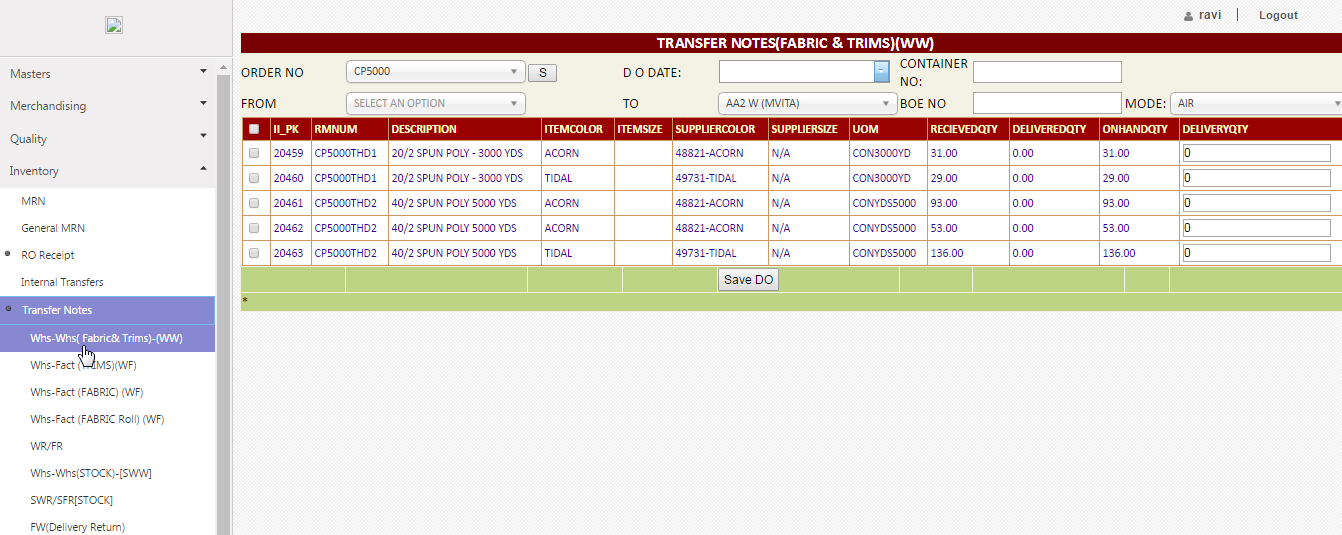 ravi | Logout
Masters
Merchandising
Quality
Inventory
MRN
General MRN
RO Receipt
Internal Transfers
Transfer Notes
Whs-Whs( Fabric& Trims)-(WW)
Whs-Fact (TRIMS)(WF)
Whs-Fact (FABRIC) (WF)
Whs-Fact (FABRIC Roll) (WF)
WR/FR
Whs-Whs(STOCK)-[SWW]
SWR/SFR[STOCK]
FW(Delivery Return)
TRANSFER NOTES(FABRIC & TRIMS)(WW)
ORDER NO CP5000 S D O DATE: CONTAINER NO:
FROM SELECT AN OPTION TO AA2 W (MVITA) BOE NO MODE: AIR
II_PK RMNUM DESCRIPTION ITEMCOLOR ITEMSIZE SUPPLIERCOLOR SUPPLIERSIZE UOM RECIEVEDQTY DELIVEREDQTY ONHANDQTY DELIVERYQTY
20459 CP5000THD1 20/2 SPUN POLY - 3000 YDS ACORN 48821-ACORN N/A CON3000YD 31.00 0.00 31.00 0
20460 CP5000THD1 20/2 SPUN POLY - 3000 YDS TIDAL 49731-TIDAL N/A CON3000YD 29.00 0.00 29.00 0
20461 CP5000THD2 40/2 SPUN POLY 5000 YDS ACORN 48821-ACORN N/A CONYDS5000 93.00 0.00 93.00 0
20462 CP5000THD2 40/2 SPUN POLY 5000 YDS ACORN 48821-ACORN N/A CONYDS5000 53.00 0.00 53.00 0
20463 CP5000THD2 40/2 SPUN POLY 5000 YDS TIDAL 49731-TIDAL N/A CONYDS5000 136.00 0.00 136.00 0
Save DO
*